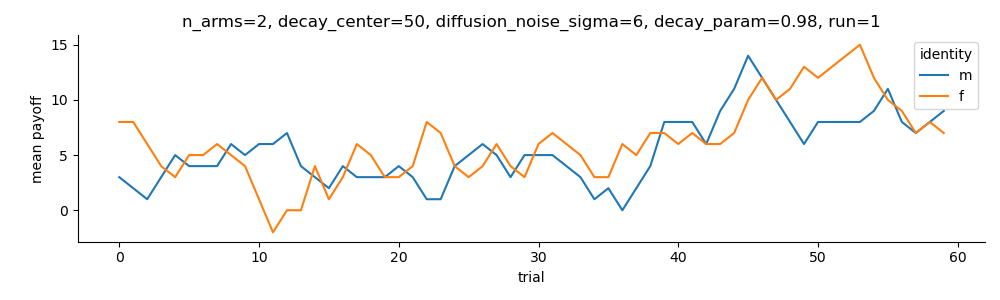 n_arms=2, decay_center=50, diffusion_noise_sigma=6, decay_param=0.98, run=1
15
10
5
0
mean payoff
identity
m
f
0 10 20 30 40 50 60
trial